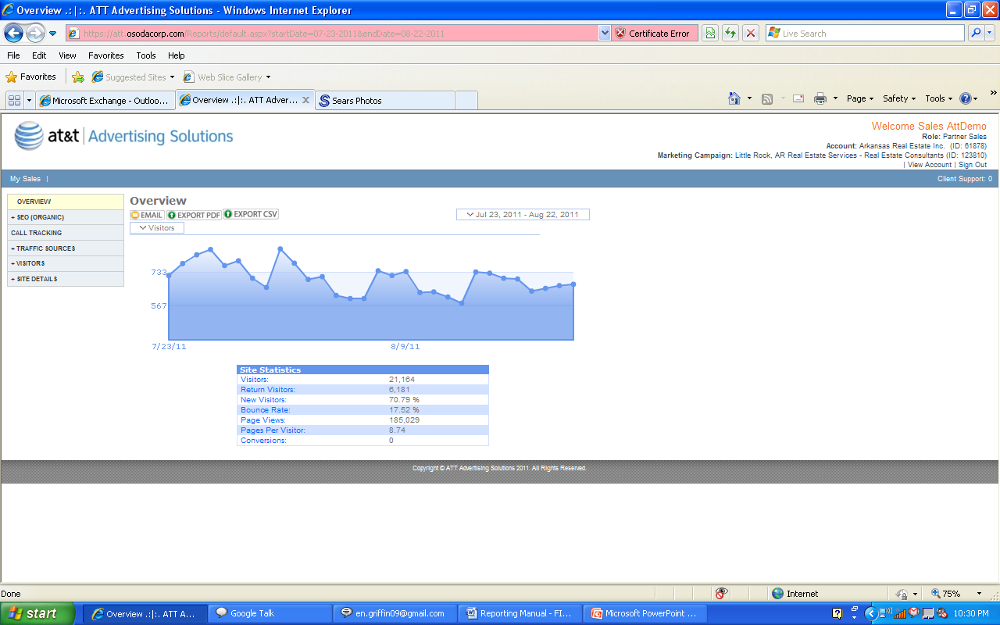 Overview .:|:. ATT Advertising Solutions - Windows Internet Explorer
https://att.osodacorp.com/Reports/default.aspx?startDate=07-23-2011&endDate=08-22-2011 Certificate Error Live Search
File Edit View Favorites Tools Help
Favorites Suggested Sites Web Slice Gallery
Microsoft Exchange - Outloo... Overview .:|:. ATT Adver... Sears Photos Page Safety Tools
at&t Advertising Solutions
Welcome Sales AttDemo
Role: Partner Sales
Account: Arkansas Real Estate Inc. (ID: 61878)
Marketing Campaign: Little Rock, AR Real Estate Services - Real Estate Consultants (ID: 123810)
| View Account | Sign Out
My Sales | Client Support: 0
OVERVIEW
+ SEO (ORGANIC)
CALL TRACKING
+ TRAFFIC SOURCES
+ VISITORS
+ SITE DETAILS
Overview
EMAIL EXPORT PDF EXPORT CSV Jul 23, 2011 - Aug 22, 2011
Visitors
733
567
7/23/11 8/9/11
Site Statistics
Visitors: 21,164
Return Visitors: 6,181
New Visitors: 70.79 %
Bounce Rate: 17.52 %
Page Views: 185,029
Pages Per Visitor: 8.74
Conversions: 0
Copyright © ATT Advertising Solutions 2011. All Rights Reserved.
Done Internet 75%
start Overview .:|:. ATT A... Google Talk en.griffin09@gmail.com Reporting Manual - FI... Microsoft PowerPoint ... 10:30 PM